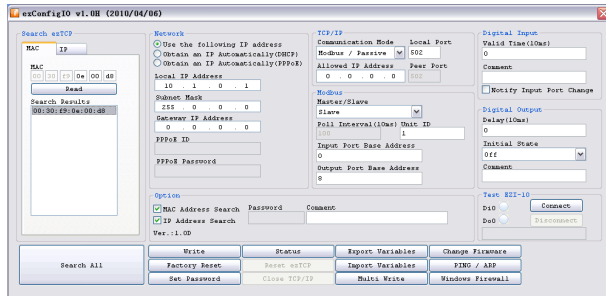 ezConfigIO v1.0H (2010/04/06)
Search ezTCP
MAC IP
MAC
00 30 f9 0e 00 d8
Read
Search Results
00:30:f9:0e:00:d8
Network
Use the following IP address
Obtain an IP Automatically(DHCP)
Obtain an IP Automatically(PPPoE)
Local IP Address
10 . 1 . 0 . 1
Subnet Mask
255 . 0 . 0 . 0
Gateway IP Address
0 . 0 . 0 . 0
PPPoE ID
PPPoE Password
TCP/IP
Communication Mode Local Port
Modbus / Passive 502
Allowed IP Address Peer Port
0 . 0 . 0 . 0
Modbus
Master/Slave
Slave
Poll Interval(10ms) Unit ID
100 1
Input Port Base Address
0
Output Port Base Address
8
Digital Input
Valid Time(10ms)
0
Comment
Notify Input Port Change
Digital Output
Delay(10ms)
0
Initial State
Off
Comment
Option
MAC Address Search Password Comment
IP Address Search
Ver.:1.0D
Test EZI-10
Di0 Connect
Do0 Disconnect
Search All
Write Status Export Variables Change Firmware
Factory Reset Reset ezTCP Import Variables PING / ARP
Set Password Close TCP/IP Multi Write Windows Firewall